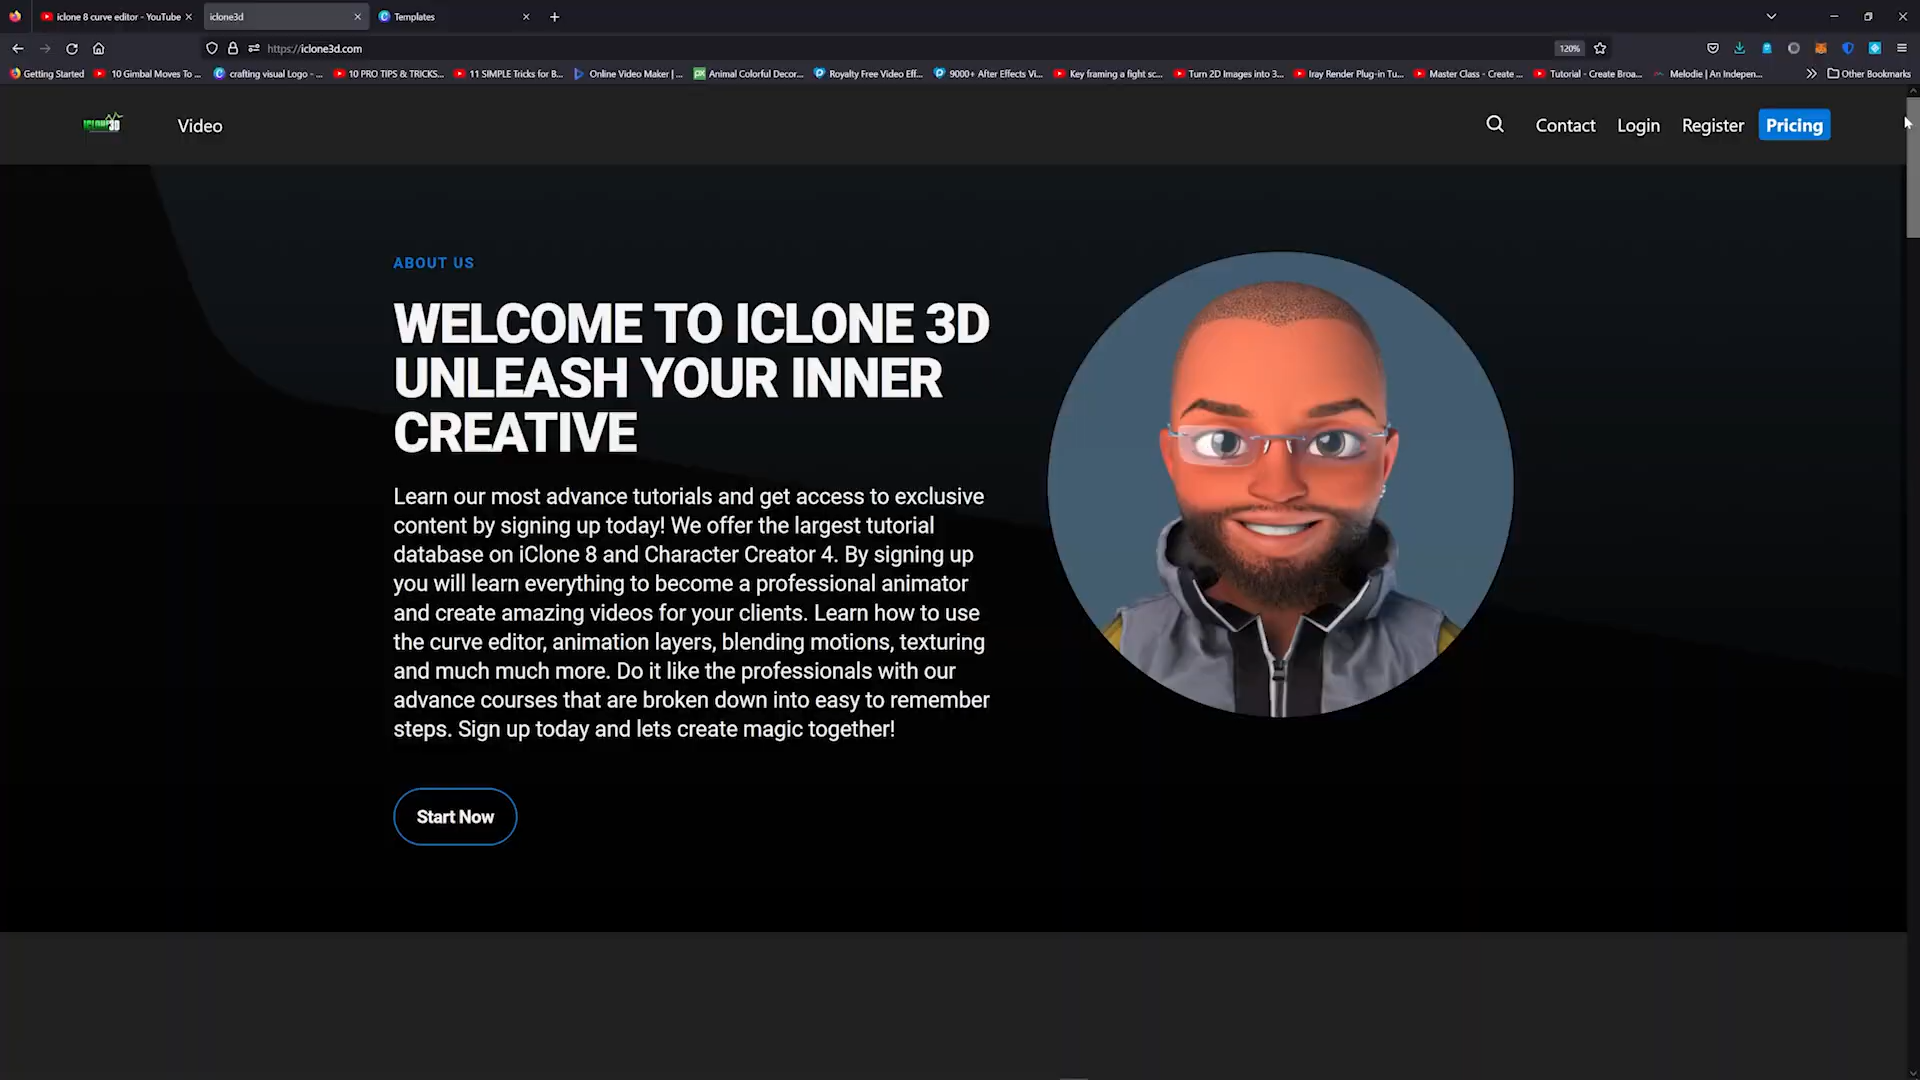 iclone 8 curve editor - YouTube
iclone3d
Templates
https://iclone3d.com
120%
Getting Started
10 Gimbal Moves To ...
crafting visual Logo - ...
10 PRO TIPS & TRICKS...
11 SIMPLE Tricks for B...
Online Video Maker | ...
Animal Colorful Decor...
Royalty Free Video Eff...
9000+ After Effects Vi...
Key framing a fight sc...
Turn 2D Images into 3...
Iray Render Plug-in Tu...
Master Class - Create ...
Tutorial - Create Broa...
Melodie | An Indepen...
Other Bookmarks
ICLONE3D
Video
Contact
Login
Register
Pricing
ABOUT US
WELCOME TO ICLONE 3D
UNLEASH YOUR INNER
CREATIVE
Learn our most advance tutorials and get access to exclusive
content by signing up today! We offer the largest tutorial
database on iClone 8 and Character Creator 4. By signing up
you will learn everything to become a professional animator
and create amazing videos for your clients. Learn how to use
the curve editor, animation layers, blending motions, texturing
and much much more. Do it like the professionals with our
advance courses that are broken down into easy to remember
steps. Sign up today and lets create magic together!
Start Now